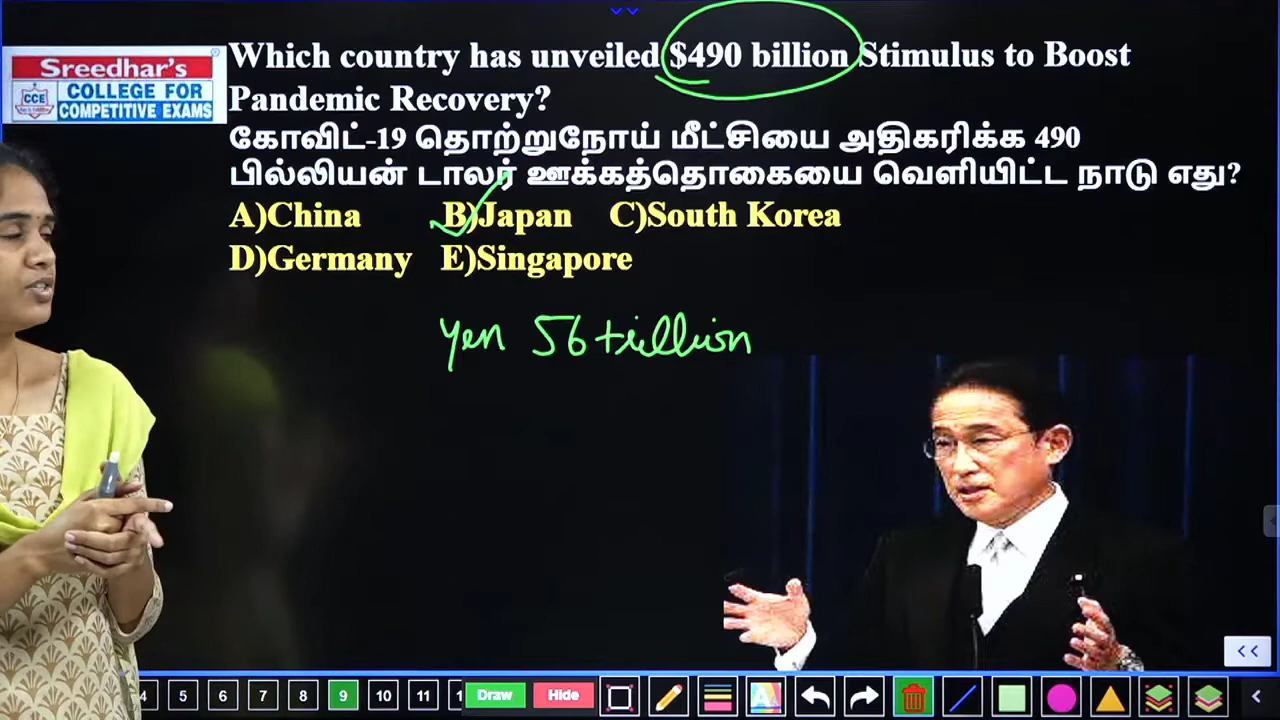 Sreedhar's
CCE
COLLEGE FOR
COMPETITIVE EXAMS
Which country has unveiled $490 billion Stimulus to Boost
Pandemic Recovery?
கோவிட்-19 தொற்றுநோய் மீட்சியை அதிகரிக்க 490
பில்லியன் டாலர் ஊக்கத்தொகையை வெளியிட்ட நாடு எது?
A)China B)Japan C)South Korea
D)Germany E)Singapore
Yen 56 trillion
4 5 6 7 8 9 10 11 1 Draw Hide